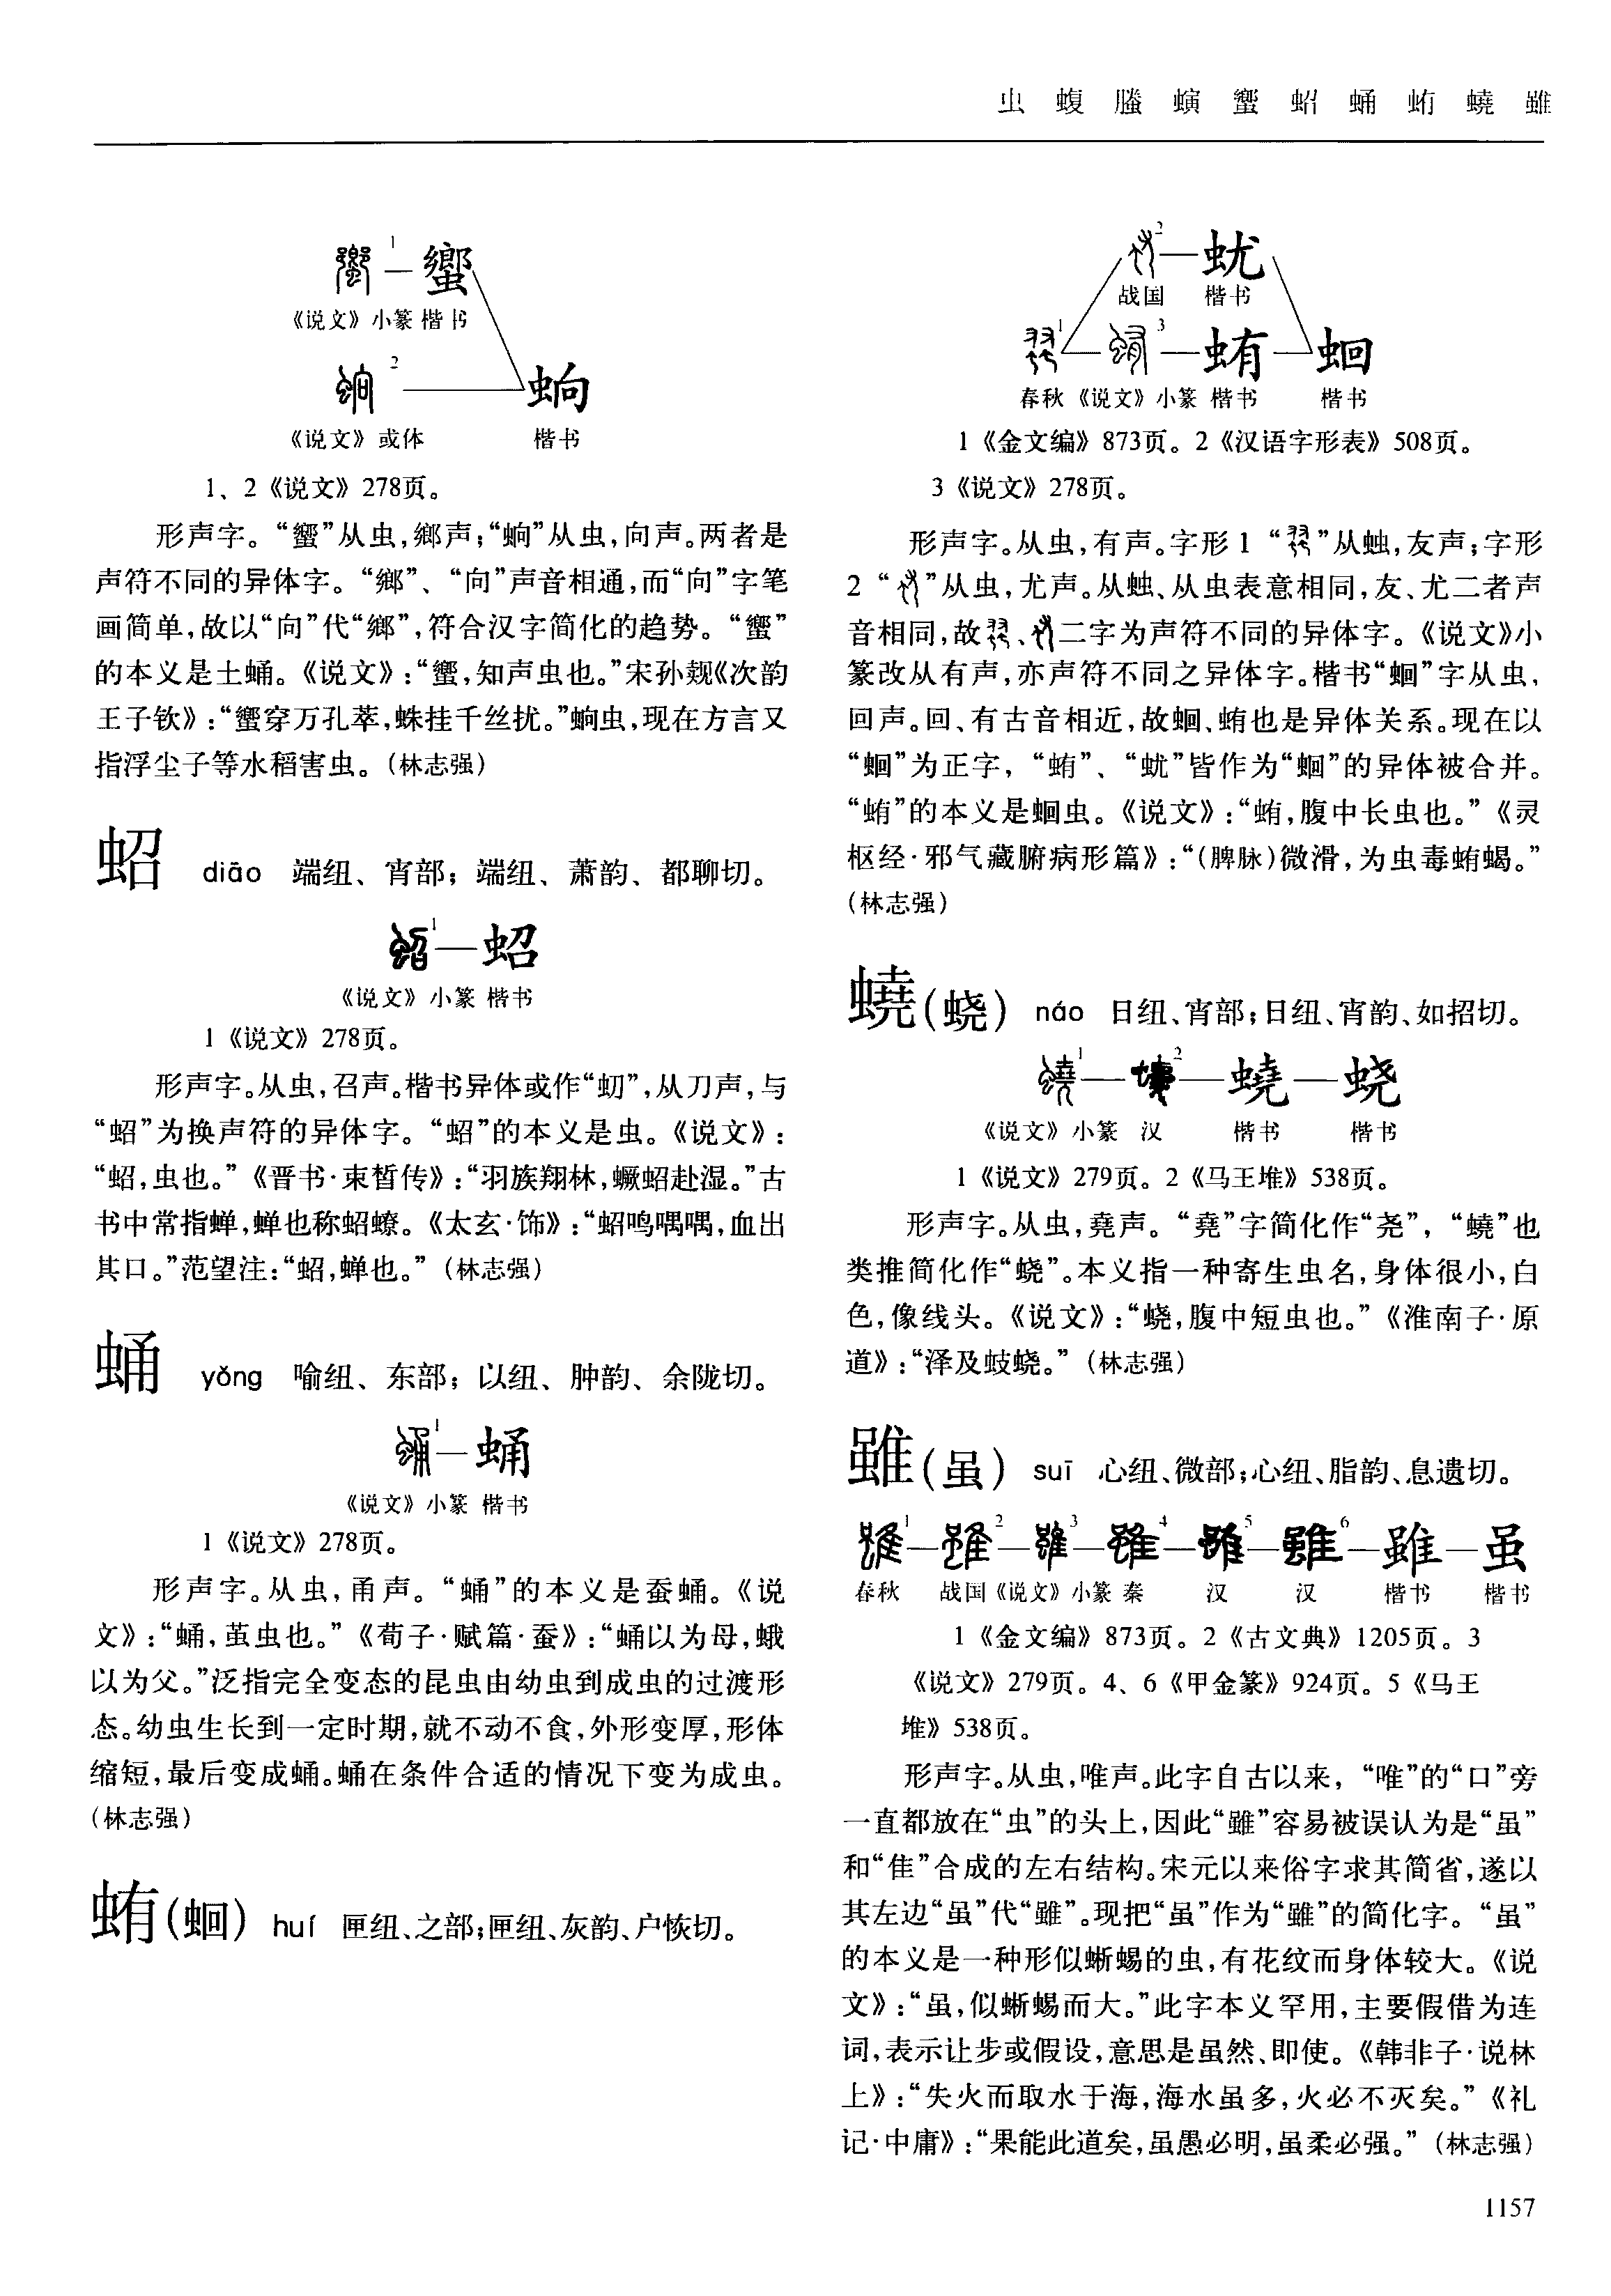 虫 蝮 螣 蟥 蠁 蛁 蛹 蛕 蟯 雖
1
蠁
《说文》小篆 楷书
2
蚼
《说文》或体 楷书
1、2《说文》278页。
形声字。“蠁”从虫,鄉声;“蚼”从虫,向声。两者是
声符不同的异体字。“鄉”、“向”声音相通,而“向”字笔
画简单,故以“向”代“鄉”,符合汉字简化的趋势。“蠁”
的本义是土蛹。《说文》:“蠁,知声虫也。”宋孙觌《次韵
王子钦》:“蠁穿万孔萃,蛛挂千丝扰。”蚼虫,现在方言又
指浮尘子等水稻害虫。(林志强)
蛁 diāo 端纽、宵部；端纽、萧韵、都聊切。
1
蛁
《说文》小篆 楷书
1《说文》278页。
形声字。从虫,召声。楷书异体或作“虭”,从刀声,与
“蛁”为换声符的异体字。“蛁”的本义是虫。《说文》:
“蛁,虫也。”《晋书·束皙传》:“羽族翔林,蟩蛁赴湿。”古
书中常指蝉,蝉也称蛁蟟。《太玄·饰》:“蛁鸣喁喁,血出
其口。”范望注:“蛁,蝉也。”(林志强)
蛹 yǒng 喻纽、东部；以纽、肿韵、余陇切。
1
蛹
《说文》小篆 楷书
1《说文》278页。
形声字。从虫,甬声。“蛹”的本义是蚕蛹。《说
文》:“蛹,茧虫也。”《荀子·赋篇·蚕》:“蛹以为母,蛾
以为父。”泛指完全变态的昆虫由幼虫到成虫的过渡形
态。幼虫生长到一定时期,就不动不食,外形变厚,形体
缩短,最后变成蛹。蛹在条件合适的情况下变为成虫。
(林志强)
蛕(蛔) huí 匣纽、之部;匣纽、灰韵、户恢切。
2 蚘
战国 楷书
1 3 蛕 蛔
春秋《说文》小篆 楷书 楷书
1《金文编》873页。2《汉语字形表》508页。
3《说文》278页。
形声字。从虫,有声。字形1“”从䖵,友声;字形
2“”从虫,尤声。从䖵、从虫表意相同,友、尤二者声
音相同,故、二字为声符不同的异体字。《说文》小
篆改从有声,亦声符不同之异体字。楷书“蛔”字从虫,
回声。回、有古音相近,故蛔、蛕也是异体关系。现在以
“蛔”为正字，“蛕”、“蚘”皆作为“蛔”的异体被合并。
“蛕”的本义是蛔虫。《说文》:“蛕,腹中长虫也。”《灵
枢经·邪气藏腑病形篇》:“(脾脉)微滑,为虫毒蛕蝎。”
(林志强)
蟯(蛲) náo 日纽、宵部;日纽、宵韵、如招切。
1 2 蟯 蛲
《说文》小篆 汉 楷书 楷书
1《说文》279页。2《马王堆》538页。
形声字。从虫,堯声。“堯”字简化作“尧”，“蟯”也
类推简化作“蛲”。本义指一种寄生虫名,身体很小,白
色,像线头。《说文》:“蛲,腹中短虫也。”《淮南子·原
道》:“泽及蚑蛲。”(林志强)
雖(虽) suī 心纽、微部;心纽、脂韵、息遗切。
1 2 3 4 5 6 雖 虽
春秋 战国《说文》小篆 秦 汉 汉 楷书 楷书
1《金文编》873页。2《古文典》1205页。3
《说文》279页。4、6《甲金篆》924页。5《马王
堆》538页。
形声字。从虫,唯声。此字自古以来，“唯”的“口”旁
一直都放在“虫”的头上,因此“雖”容易被误认为是“虽”
和“隹”合成的左右结构。宋元以来俗字求其简省,遂以
其左边“虽”代“雖”。现把“虽”作为“雖”的简化字。“虽”
的本义是一种形似蜥蜴的虫,有花纹而身体较大。《说
文》:“虽,似蜥蜴而大。”此字本义罕用,主要假借为连
词,表示让步或假设,意思是虽然、即使。《韩非子·说林
上》:“失火而取水于海,海水虽多,火必不灭矣。”《礼
记·中庸》:“果能此道矣,虽愚必明,虽柔必强。”(林志强)
1157